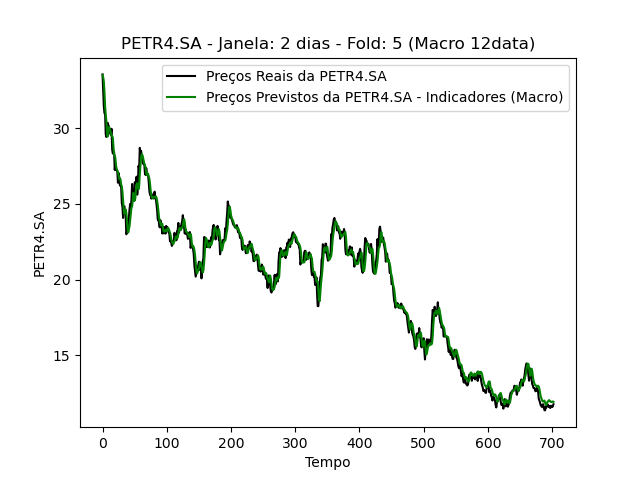 PETR4.SA - Janela: 2 dias - Fold: 5 (Macro 12data)
Preços Reais da PETR4.SA
Preços Previstos da PETR4.SA - Indicadores (Macro)
PETR4.SA
30
25
20
15
0 100 200 300 400 500 600 700
Tempo